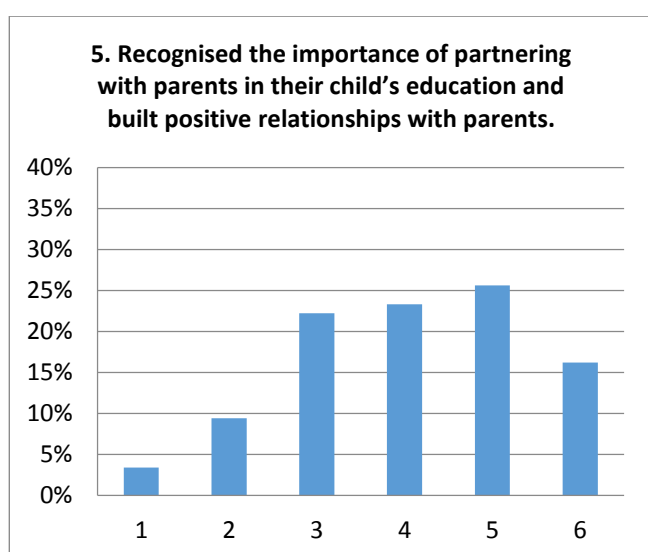 5. Recognised the importance of partnering
with parents in their child’s education and
built positive relationships with parents.
40%
35%
30%
25%
20%
15%
10%
5%
0%
1 2 3 4 5 6